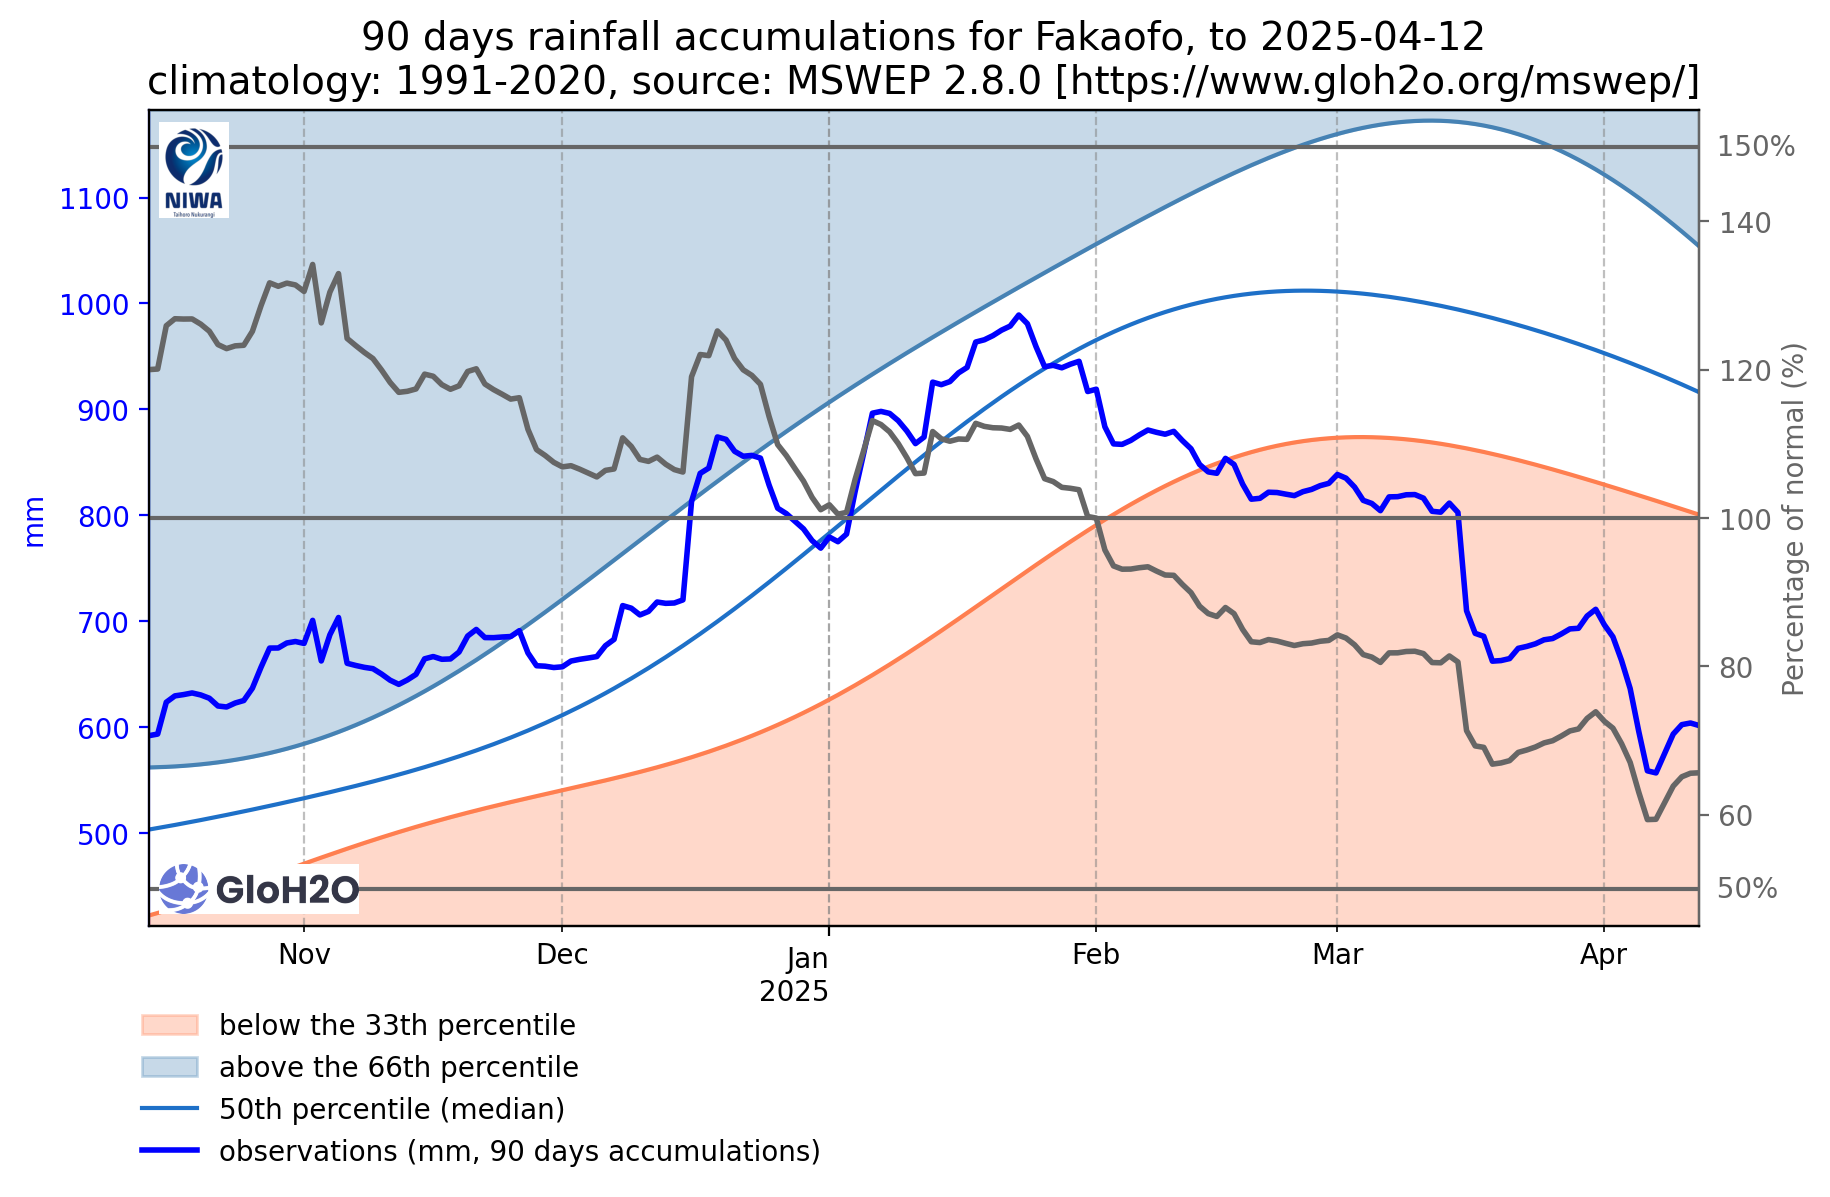 90 days rainfall accumulations for Fakaofo, to 2025-04-12
climatology: 1991-2020, source: MSWEP 2.8.0 [https://www.gloh2o.org/mswep/]
NIWA
Taihoro Nukurangi
1100
1000
900
800
700
600
500
mm
150%
140
120
100
80
60
50%
Percentage of normal (%)
GloH2O
Nov
Dec
Jan
2025
Feb
Mar
Apr
below the 33th percentile
above the 66th percentile
50th percentile (median)
observations (mm, 90 days accumulations)